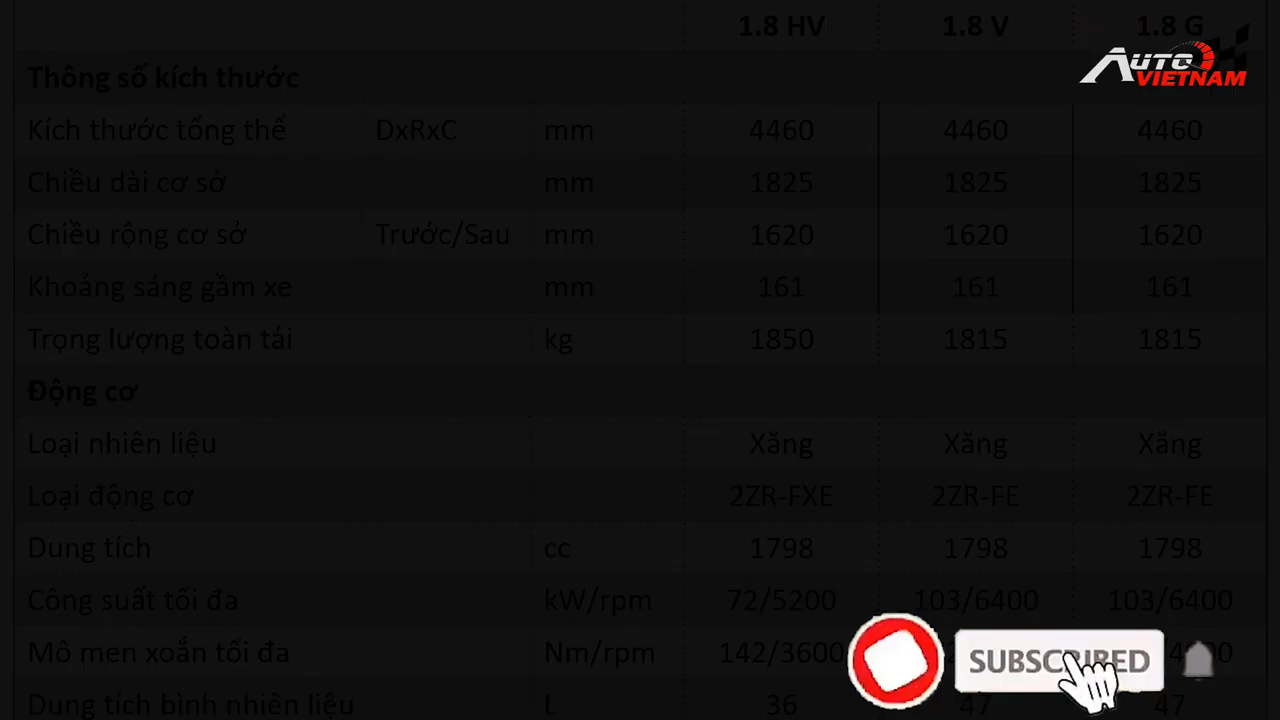 1.8 HV 1.8 V 1.8 G
AUTO
VIETNAM
Thông số kích thước
Kích thước tổng thể DxRxC mm 4460 4460 4460
Chiều dài cơ sở mm 1825 1825 1825
Chiều rộng cơ sở Trước/Sau mm 1620 1620 1620
Khoảng sáng gầm xe mm 161 161 161
Trọng lượng toàn tải kg 1850 1815 1815
Động cơ
Loại nhiên liệu Xăng Xăng Xăng
Loại động cơ 2ZR-FXE 2ZR-FE 2ZR-FE
Dung tích cc 1798 1798 1798
Công suất tối đa kW/rpm 72/5200 103/6400 103/6400
Mô men xoắn tối đa Nm/rpm 142/3600
SUBSCRIBED
Dung tích bình nhiên liệu L 36 47 47